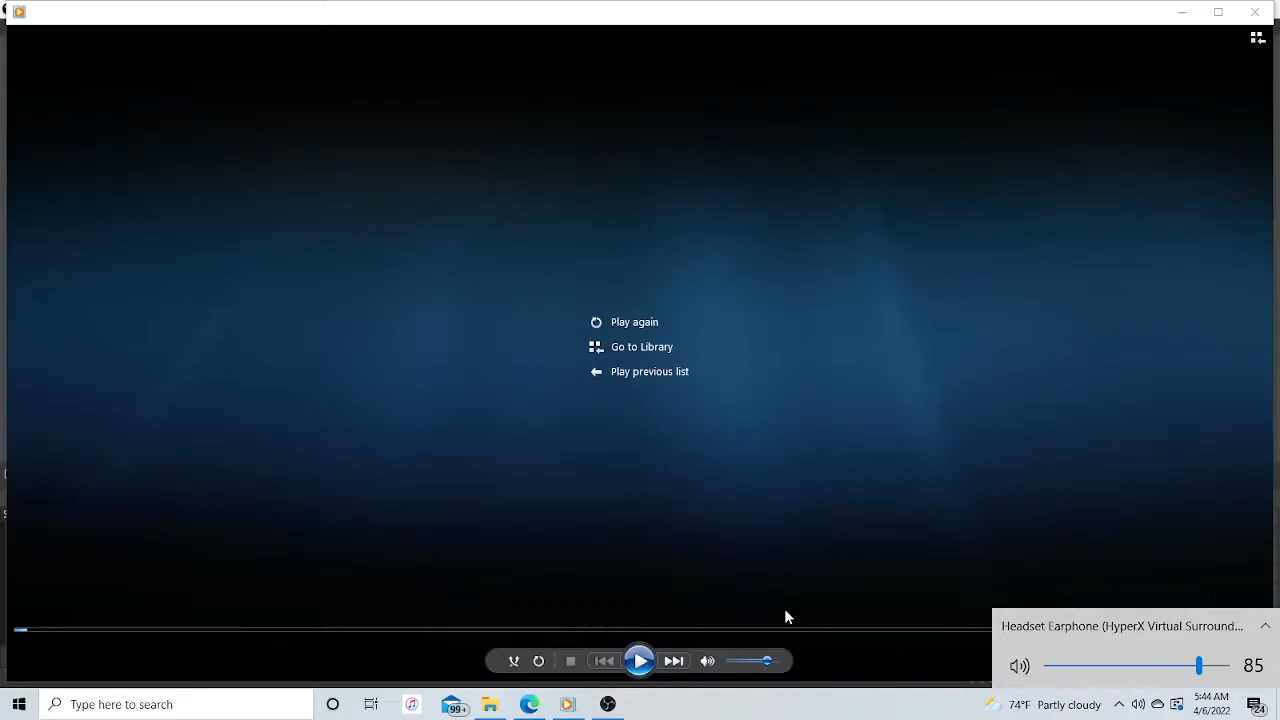 Play again
Go to Library
Play previous list
Headset Earphone (HyperX Virtual Surround...
85
Type here to search
99+
74°F Partly cloudy
5:44 AM
4/6/2022
24